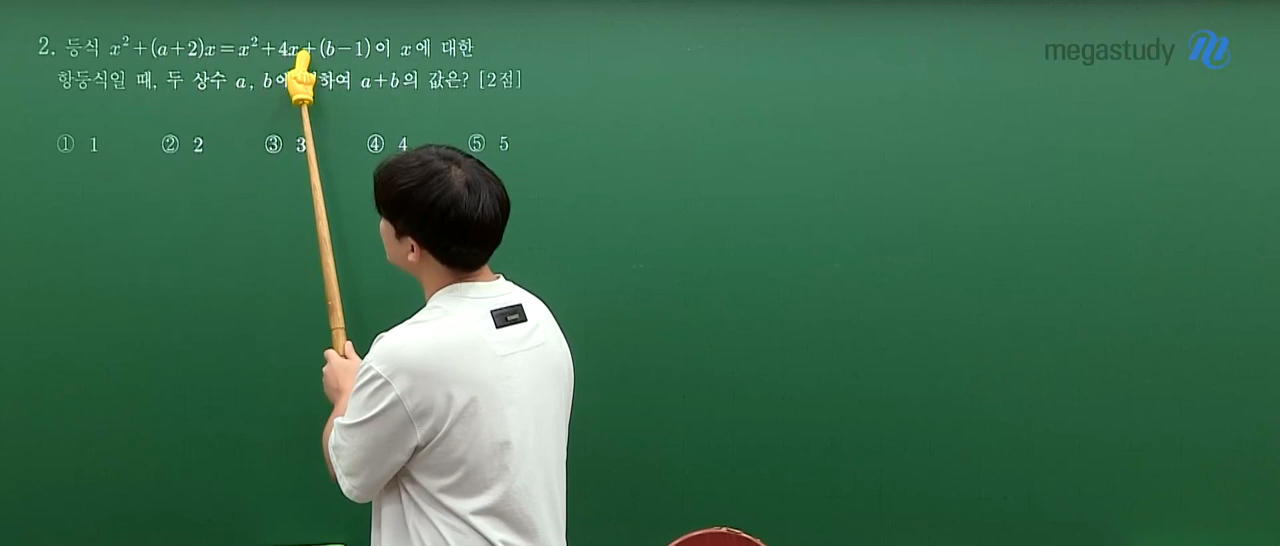 2. 등식 x²+(a+2)x=x²+4x+(b-1)이 x에 대한
항등식일 때, 두 상수 a, b에 하여 a+b의 값은? [2점]
① 1 ② 2 ③ 3 ④ 4 ⑤ 5
megastudy